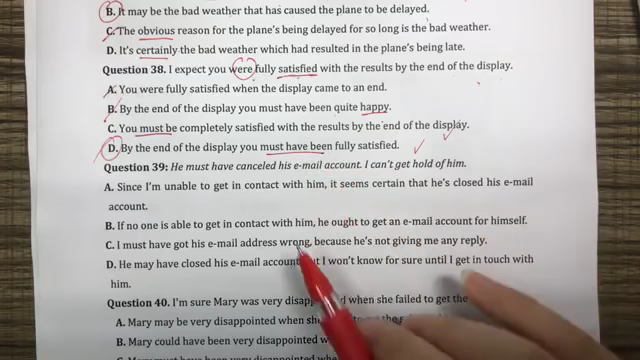 B. It may be the bad weather that has caused the plane to be delayed.
C. The obvious reason for the plane's being delayed for so long is the bad weather.
D. It's certainly the bad weather which had resulted in the plane's being late.
Question 38. I expect you were fully satisfied with the results by the end of the display.
A. You were fully satisfied when the display came to an end.
B. By the end of the display you must have been quite happy.
C. You must be completely satisfied with the results by the end of the display.
D. By the end of the display you must have been fully satisfied.
Question 39: He must have canceled his e-mail account. I can't get hold of him.
A. Since I'm unable to get in contact with him, it seems certain that he's closed his e-mail
account.
B. If no one is able to get in contact with him, he ought to get an e-mail account for himself.
C. I must have got his e-mail address wrong, because he's not giving me any reply.
D. He may have closed his e-mail account I won't know for sure until I get in touch with
him.
Question 40: I'm sure Mary was very when she failed to get the
A. Mary may be very disappointed when
B. Mary could have been very disappointed